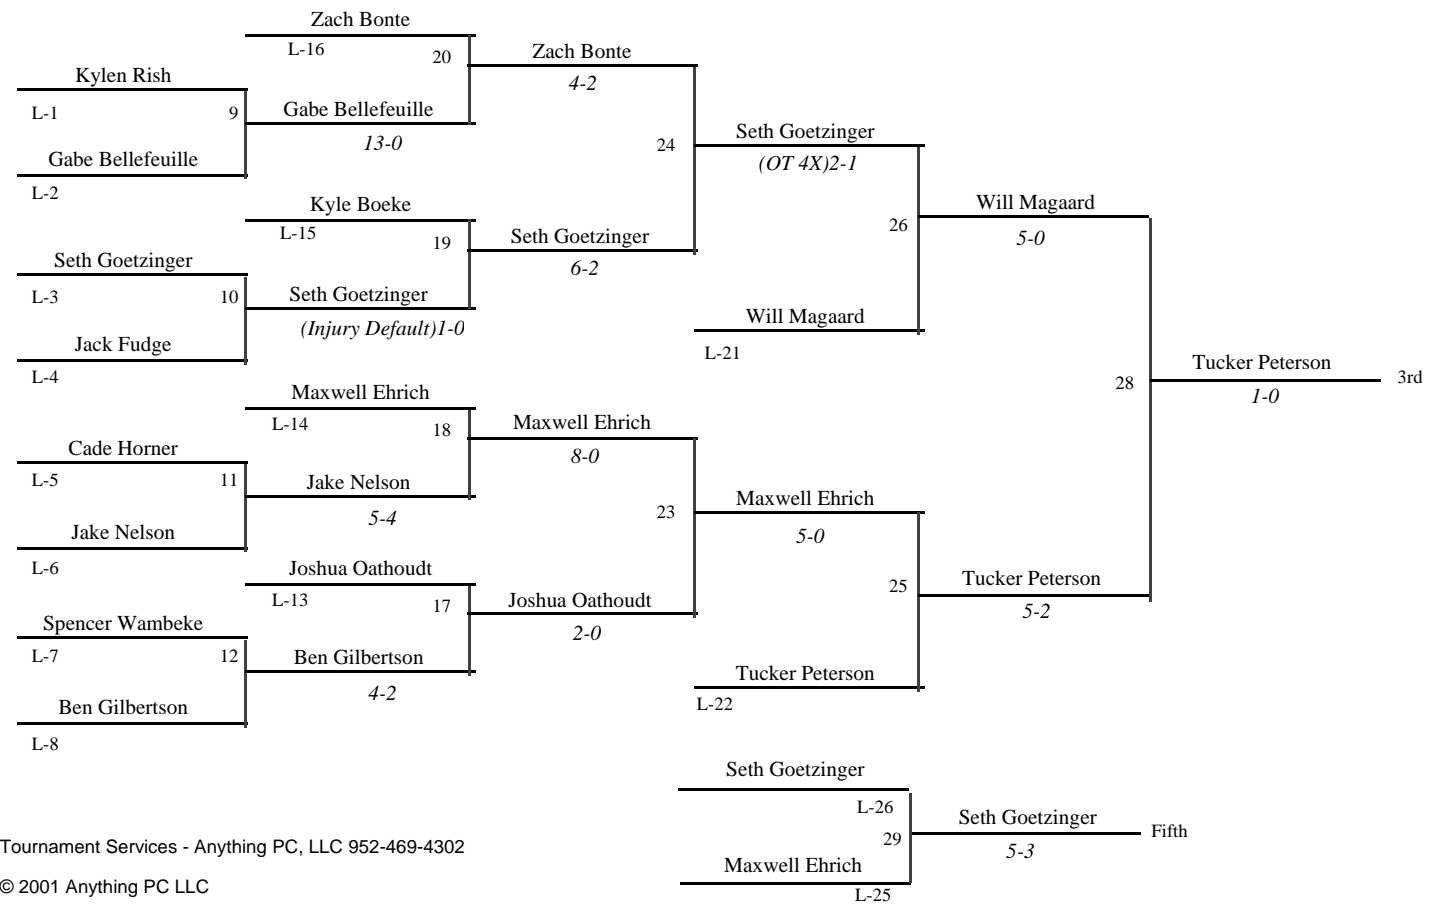 Zach Bonte
L-16
20
Zach Bonte
4-2
Kylen Rish
L-1
9
Gabe Bellefeuille
13-0
Gabe Bellefeuille
L-2
24
Seth Goetzinger
(OT 4X)2-1
Kyle Boeke
L-15
19
Seth Goetzinger
6-2
Seth Goetzinger
L-3
10
Seth Goetzinger
(Injury Default)1-0
Jack Fudge
L-4
26
Will Magaard
5-0
Will Magaard
L-21
28
Tucker Peterson
1-0
3rd
Maxwell Ehrich
L-14
18
Maxwell Ehrich
8-0
Cade Horner
L-5
11
Jake Nelson
5-4
Jake Nelson
L-6
23
Maxwell Ehrich
5-0
Joshua Oathoudt
L-13
17
Joshua Oathoudt
2-0
Spencer Wambeke
L-7
12
Ben Gilbertson
4-2
Ben Gilbertson
L-8
25
Tucker Peterson
5-2
Tucker Peterson
L-22
Seth Goetzinger
L-26
29
Seth Goetzinger
5-3
Fifth
Maxwell Ehrich
L-25
Tournament Services - Anything PC, LLC 952-469-4302
© 2001 Anything PC LLC